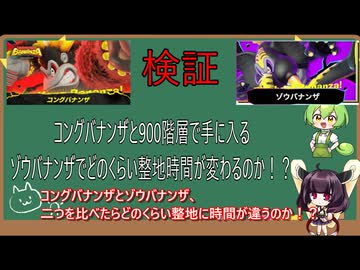 検証
BONANZA
コングバナンザ
ゾウバナンザ
コングバナンザと900階層で手に入る
ゾウバナンザでどのくらい整地時間が変わるのか！？
コングバナンザとゾウバナンザ、
二つを比べたらどのくらい整地に時間が違うのか！？